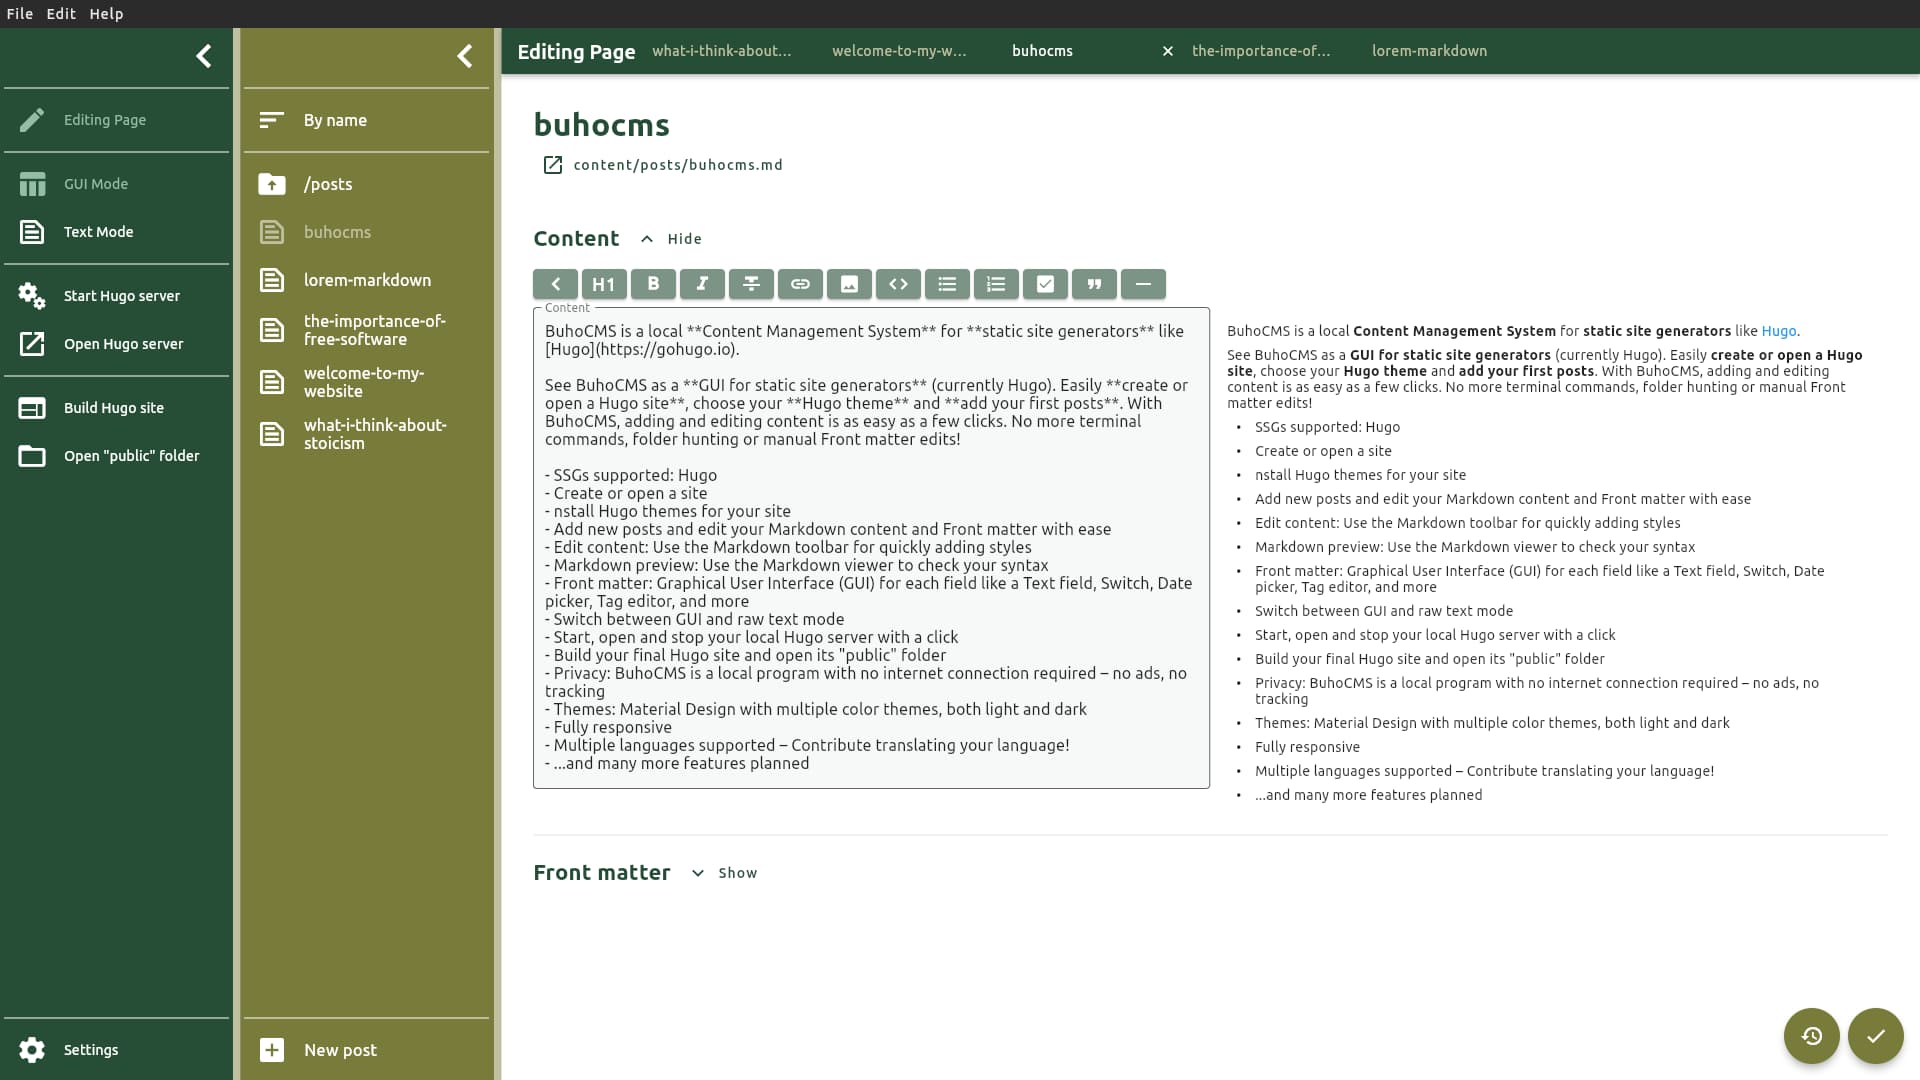 File Edit Help
Editing Page
GUI Mode
Text Mode
Start Hugo server
Open Hugo server
Build Hugo site
Open "public" folder
Settings
By name
/posts
buhocms
lorem-markdown
the-importance-of-
free-software
welcome-to-my-
website
what-i-think-about-
stoicism
New post
Editing Page what-i-think-about... welcome-to-my-w... buhocms the-importance-of... lorem-markdown
buhocms
content/posts/buhocms.md
Content Hide
H1 B I
Content
BuhoCMS is a local **Content Management System** for **static site generators** like
[Hugo](https://gohugo.io).
See BuhoCMS as a **GUI for static site generators** (currently Hugo). Easily **create or
open a Hugo site**, choose your **Hugo theme** and **add your first posts**. With
BuhoCMS, adding and editing content is as easy as a few clicks. No more terminal
commands, folder hunting or manual Front matter edits!
- SSGs supported: Hugo
- Create or open a site
- nstall Hugo themes for your site
- Add new posts and edit your Markdown content and Front matter with ease
- Edit content: Use the Markdown toolbar for quickly adding styles
- Markdown preview: Use the Markdown viewer to check your syntax
- Front matter: Graphical User Interface (GUI) for each field like a Text field, Switch, Date
picker, Tag editor, and more
- Switch between GUI and raw text mode
- Start, open and stop your local Hugo server with a click
- Build your final Hugo site and open its "public" folder
- Privacy: BuhoCMS is a local program with no internet connection required – no ads, no
tracking
- Themes: Material Design with multiple color themes, both light and dark
- Fully responsive
- Multiple languages supported – Contribute translating your language!
- ...and many more features planned
BuhoCMS is a local Content Management System for static site generators like Hugo.
See BuhoCMS as a GUI for static site generators (currently Hugo). Easily create or open a Hugo
site, choose your Hugo theme and add your first posts. With BuhoCMS, adding and editing
content is as easy as a few clicks. No more terminal commands, folder hunting or manual Front
matter edits!
• SSGs supported: Hugo
• Create or open a site
• nstall Hugo themes for your site
• Add new posts and edit your Markdown content and Front matter with ease
• Edit content: Use the Markdown toolbar for quickly adding styles
• Markdown preview: Use the Markdown viewer to check your syntax
• Front matter: Graphical User Interface (GUI) for each field like a Text field, Switch, Date
picker, Tag editor, and more
• Switch between GUI and raw text mode
• Start, open and stop your local Hugo server with a click
• Build your final Hugo site and open its "public" folder
• Privacy: BuhoCMS is a local program with no internet connection required – no ads, no
tracking
• Themes: Material Design with multiple color themes, both light and dark
• Fully responsive
• Multiple languages supported – Contribute translating your language!
• ...and many more features planned
Front matter Show